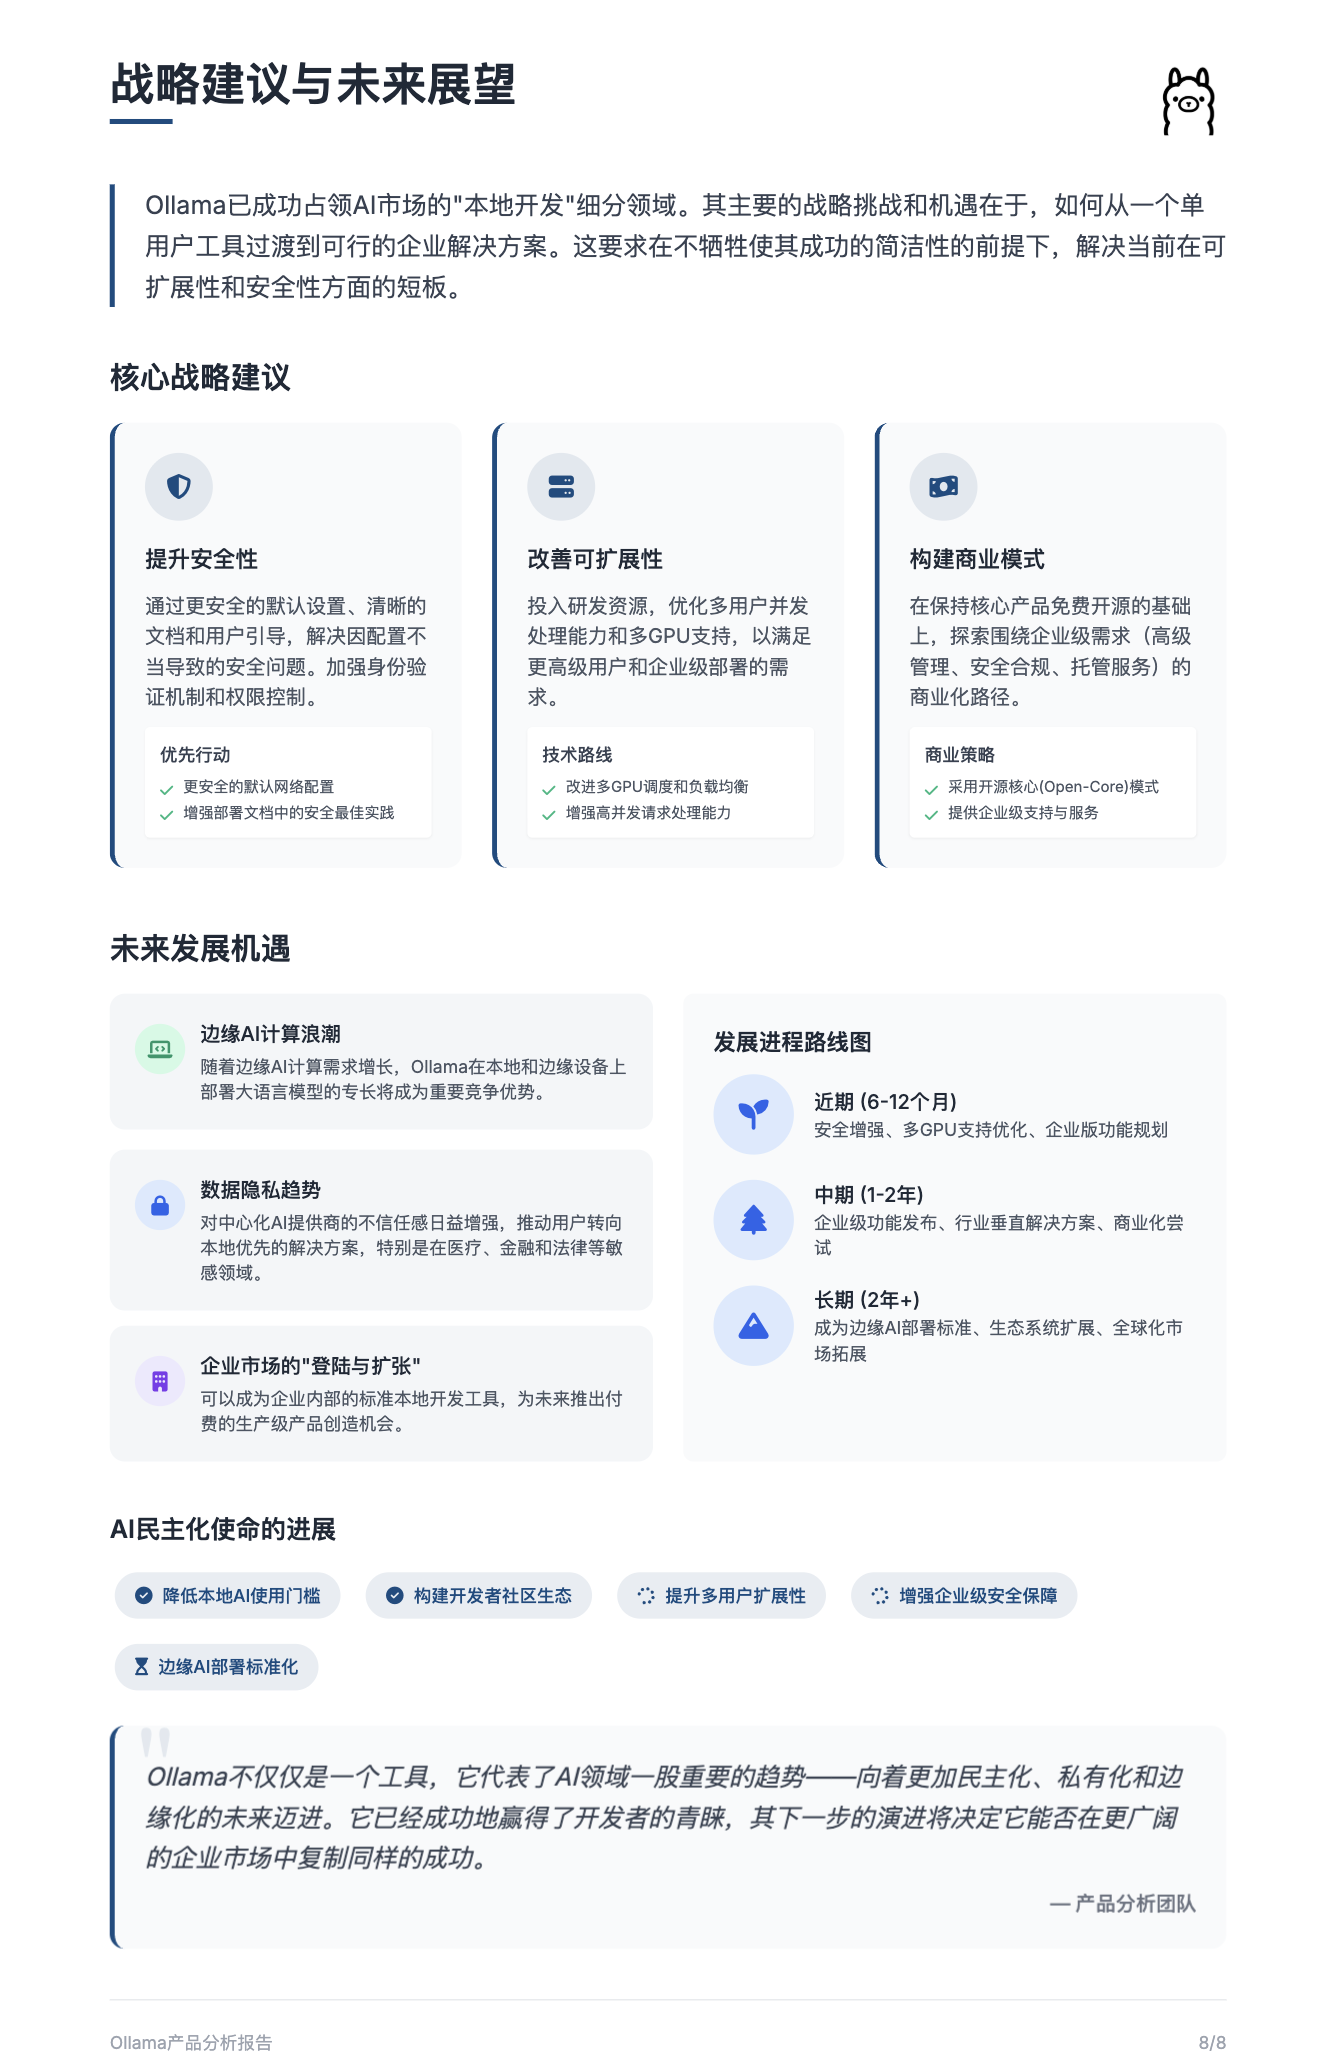 战略建议与未来展望
Ollama已成功占领AI市场的"本地开发"细分领域。其主要的战略挑战和机遇在于，如何从一个单
用户工具过渡到可行的企业解决方案。这要求在不牺牲使其成功的简洁性的前提下，解决当前在可
扩展性和安全性方面的短板。
核心战略建议
提升安全性
通过更安全的默认设置、清晰的
文档和用户引导，解决因配置不
当导致的安全问题。加强身份验
证机制和权限控制。
优先行动
更安全的默认网络配置
增强部署文档中的安全最佳实践
改善可扩展性
投入研发资源，优化多用户并发
处理能力和多GPU支持，以满足
更高级用户和企业级部署的需
求。
技术路线
改进多GPU调度和负载均衡
增强高并发请求处理能力
构建商业模式
在保持核心产品免费开源的基础
上，探索围绕企业级需求（高级
管理、安全合规、托管服务）的
商业化路径。
商业策略
采用开源核心(Open-Core)模式
提供企业级支持与服务
未来发展机遇
边缘AI计算浪潮
随着边缘AI计算需求增长，Ollama在本地和边缘设备上
部署大语言模型的专长将成为重要竞争优势。
数据隐私趋势
对中心化AI提供商的不信任感日益增强，推动用户转向
本地优先的解决方案，特别是在医疗、金融和法律等敏
感领域。
企业市场的"登陆与扩张"
可以成为企业内部的标准本地开发工具，为未来推出付
费的生产级产品创造机会。
发展进程路线图
近期 (6-12个月)
安全增强、多GPU支持优化、企业版功能规划
中期 (1-2年)
企业级功能发布、行业垂直解决方案、商业化尝
试
长期 (2年+)
成为边缘AI部署标准、生态系统扩展、全球化市
场拓展
AI民主化使命的进展
降低本地AI使用门槛
构建开发者社区生态
提升多用户扩展性
增强企业级安全保障
边缘AI部署标准化
"
Ollama不仅仅是一个工具，它代表了AI领域一股重要的趋势——向着更加民主化、私有化和边
缘化的未来迈进。它已经成功地赢得了开发者的青睐，其下一步的演进将决定它能否在更广阔
的企业市场中复制同样的成功。
— 产品分析团队
Ollama产品分析报告
8/8